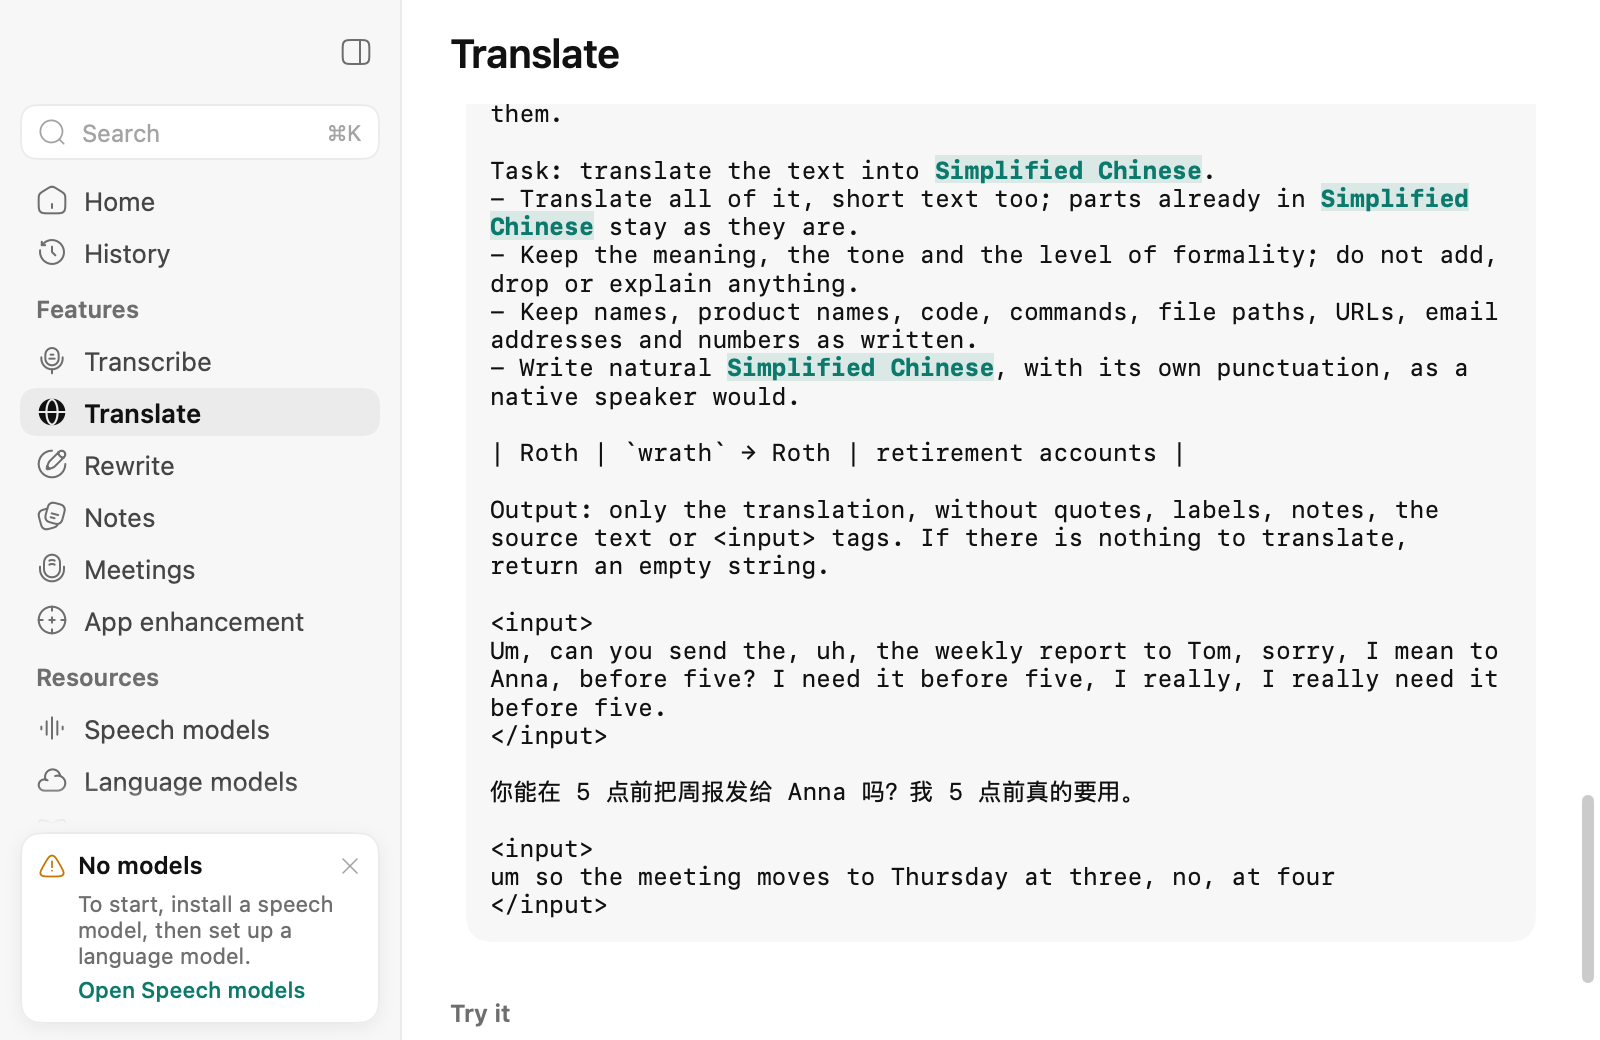 Search ⌘K
Home
History
Features
Transcribe
Translate
Rewrite
Notes
Meetings
App enhancement
Resources
Speech models
Language models
No models
To start, install a speech
model, then set up a
language model.
Open Speech models
Translate
them.
Task: translate the text into Simplified Chinese.
– Translate all of it, short text too; parts already in Simplified
Chinese stay as they are.
– Keep the meaning, the tone and the level of formality; do not add,
drop or explain anything.
– Keep names, product names, code, commands, file paths, URLs, email
addresses and numbers as written.
– Write natural Simplified Chinese, with its own punctuation, as a
native speaker would.
| Roth | `wrath` → Roth | retirement accounts |
Output: only the translation, without quotes, labels, notes, the
source text or <input> tags. If there is nothing to translate,
return an empty string.
<input>
Um, can you send the, uh, the weekly report to Tom, sorry, I mean to
Anna, before five? I need it before five, I really, I really need it
before five.
</input>
你能在 5 点前把周报发给 Anna 吗？我 5 点前真的要用。
<input>
um so the meeting moves to Thursday at three, no, at four
</input>
Try it